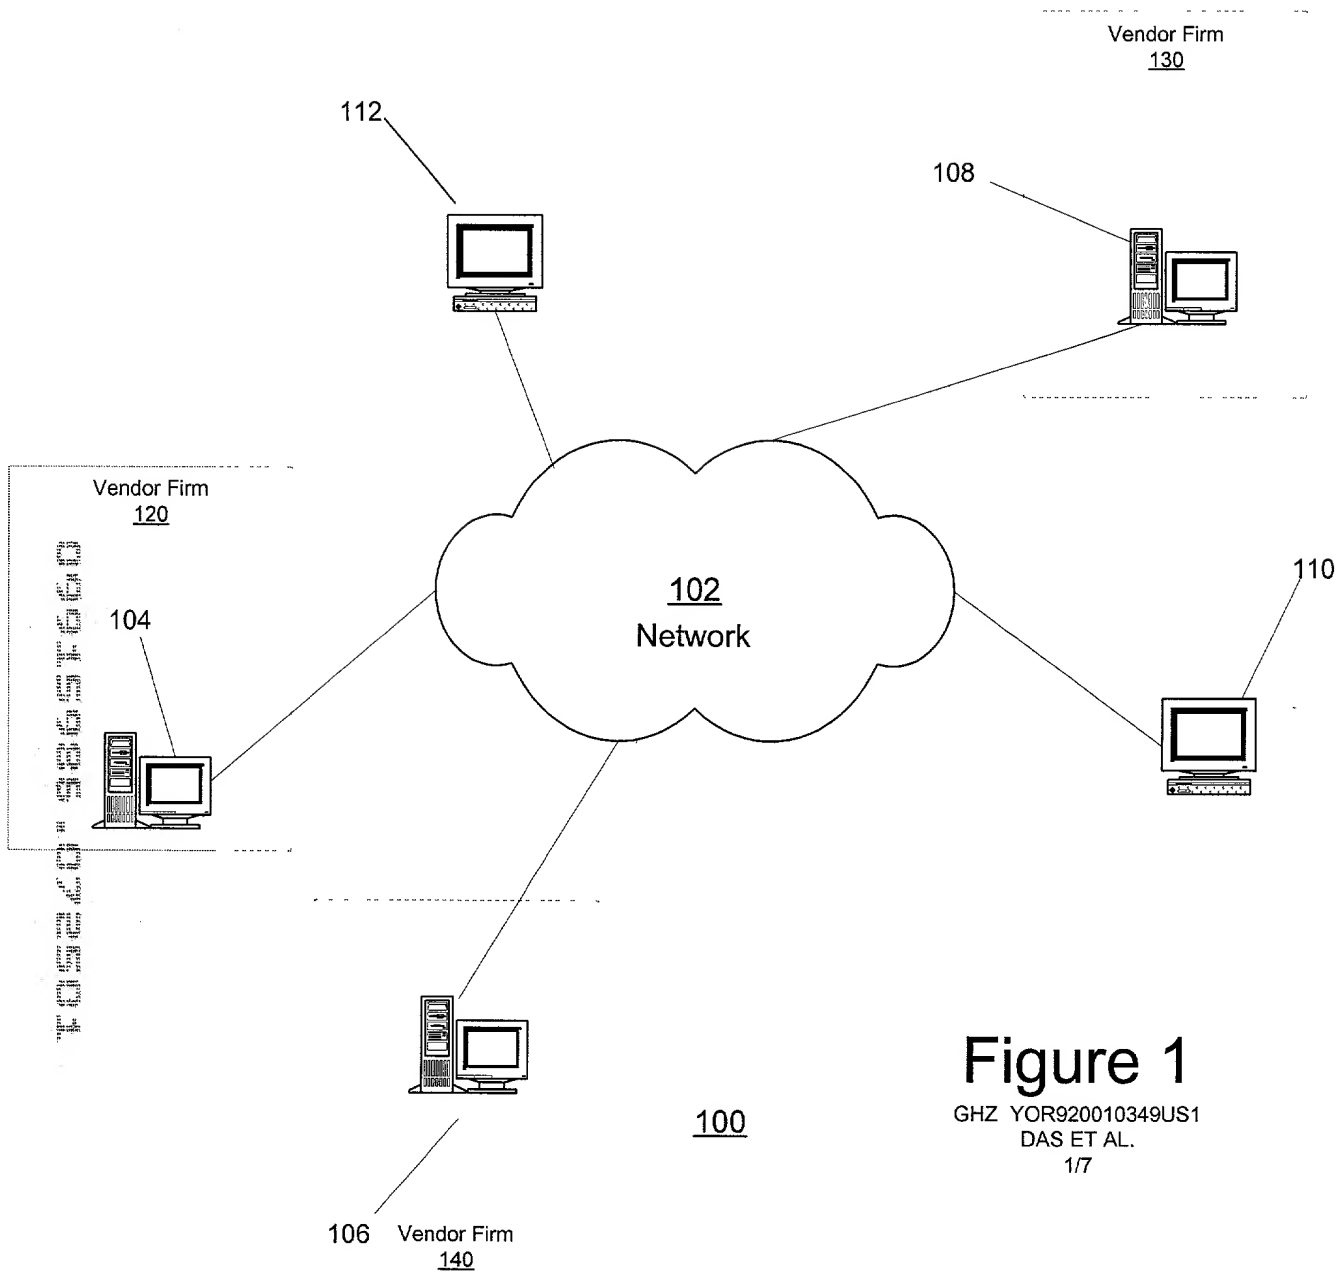 Vendor Firm
130
112
108
Vendor Firm
120
110
102
Network
104
Figure 1
GHZ YOR920010349US1
DAS ET AL.
1/7
100
106
Vendor Firm
140